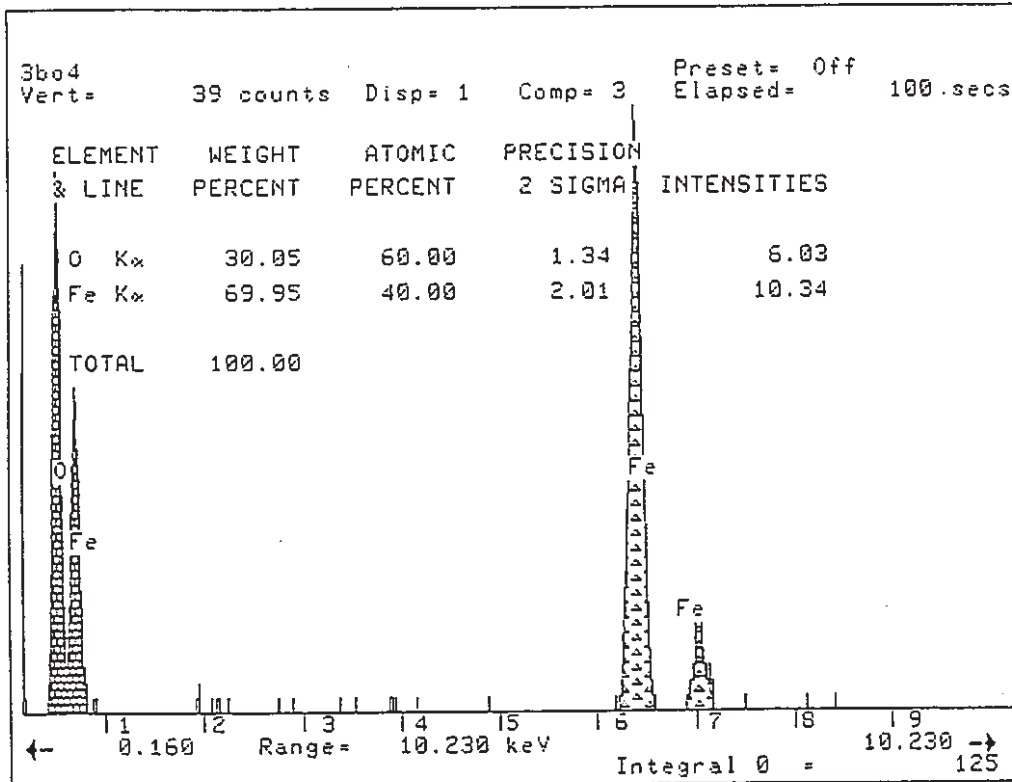 3bo4 Preset= Off
Vert= 39 counts Disp= 1 Comp= 3 Elapsed= 100.secs
ELEMENT WEIGHT ATOMIC PRECISION
& LINE PERCENT PERCENT 2 SIGMA INTENSITIES
O Kα 30.05 60.00 1.34 6.03
Fe Kα 69.95 40.00 2.01 10.34
TOTAL 100.00
O Fe
Fe
Fe
1 2 3 4 5 6 7 8 9
← 0.160 Range= 10.230 keV 10.230 →
Integral 0 = 125